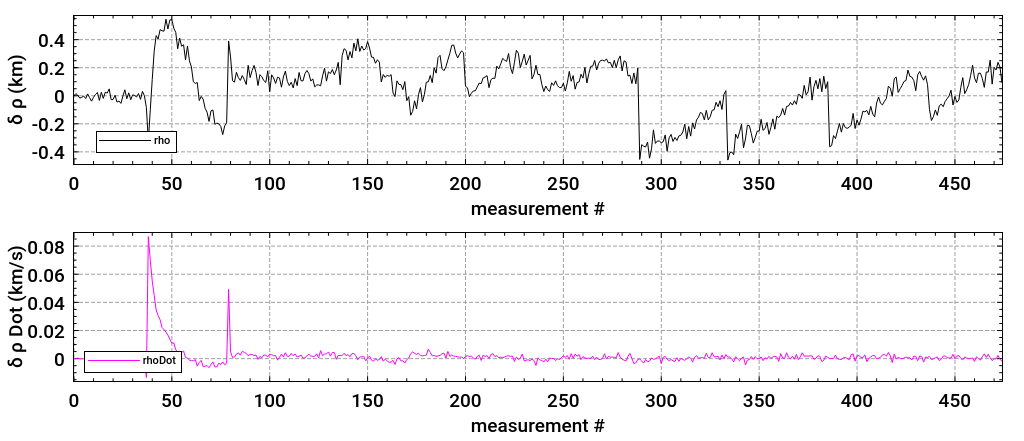 δ ρ (km)
0.4
0.2
0
-0.2
-0.4
rho
0 50 100 150 200 250 300 350 400 450
measurement #
δ ρ Dot (km/s)
0.08
0.06
0.04
0.02
0
rhoDot
0 50 100 150 200 250 300 350 400 450
measurement #